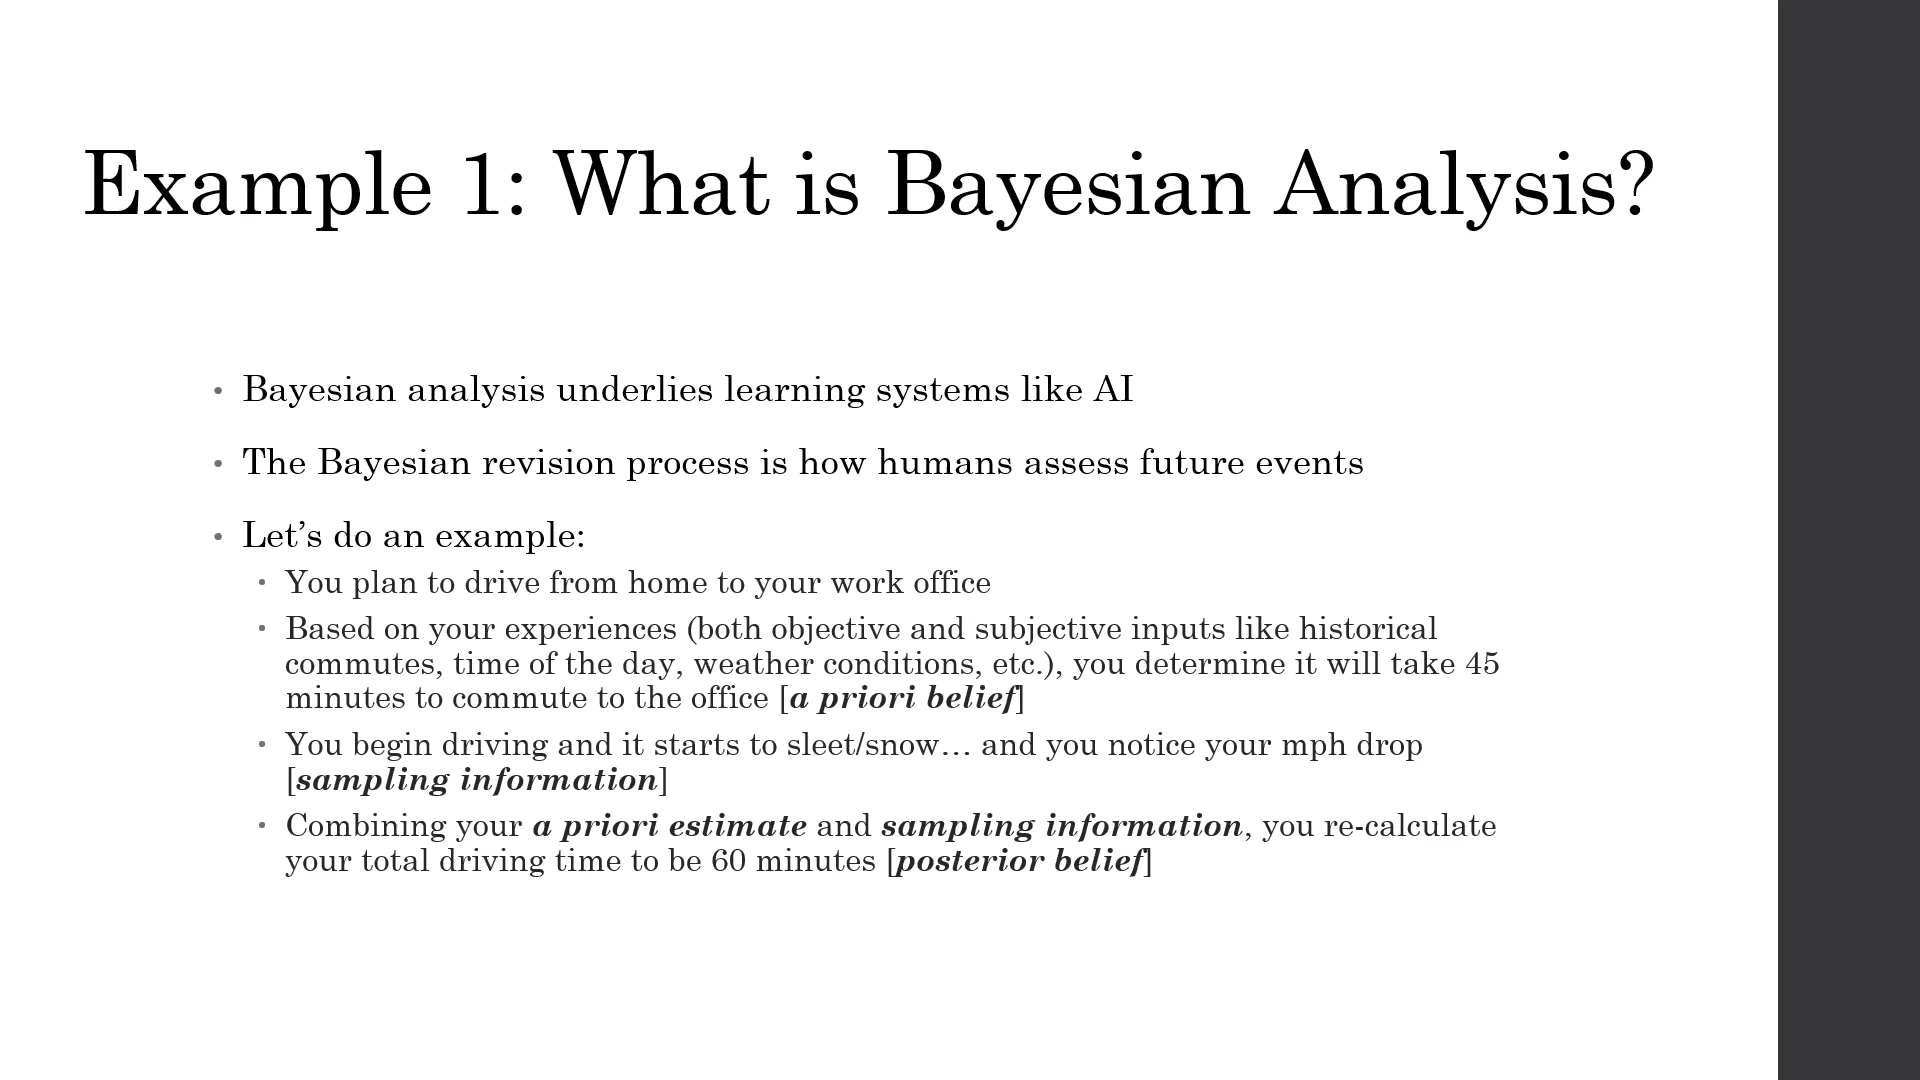 Example 1: What is Bayesian Analysis?
• Bayesian analysis underlies learning systems like AI
• The Bayesian revision process is how humans assess future events
• Let’s do an example:
• You plan to drive from home to your work office
• Based on your experiences (both objective and subjective inputs like historical
commutes, time of the day, weather conditions, etc.), you determine it will take 45
minutes to commute to the office [a priori belief]
• You begin driving and it starts to sleet/snow… and you notice your mph drop
[sampling information]
• Combining your a priori estimate and sampling information, you re-calculate
your total driving time to be 60 minutes [posterior belief]